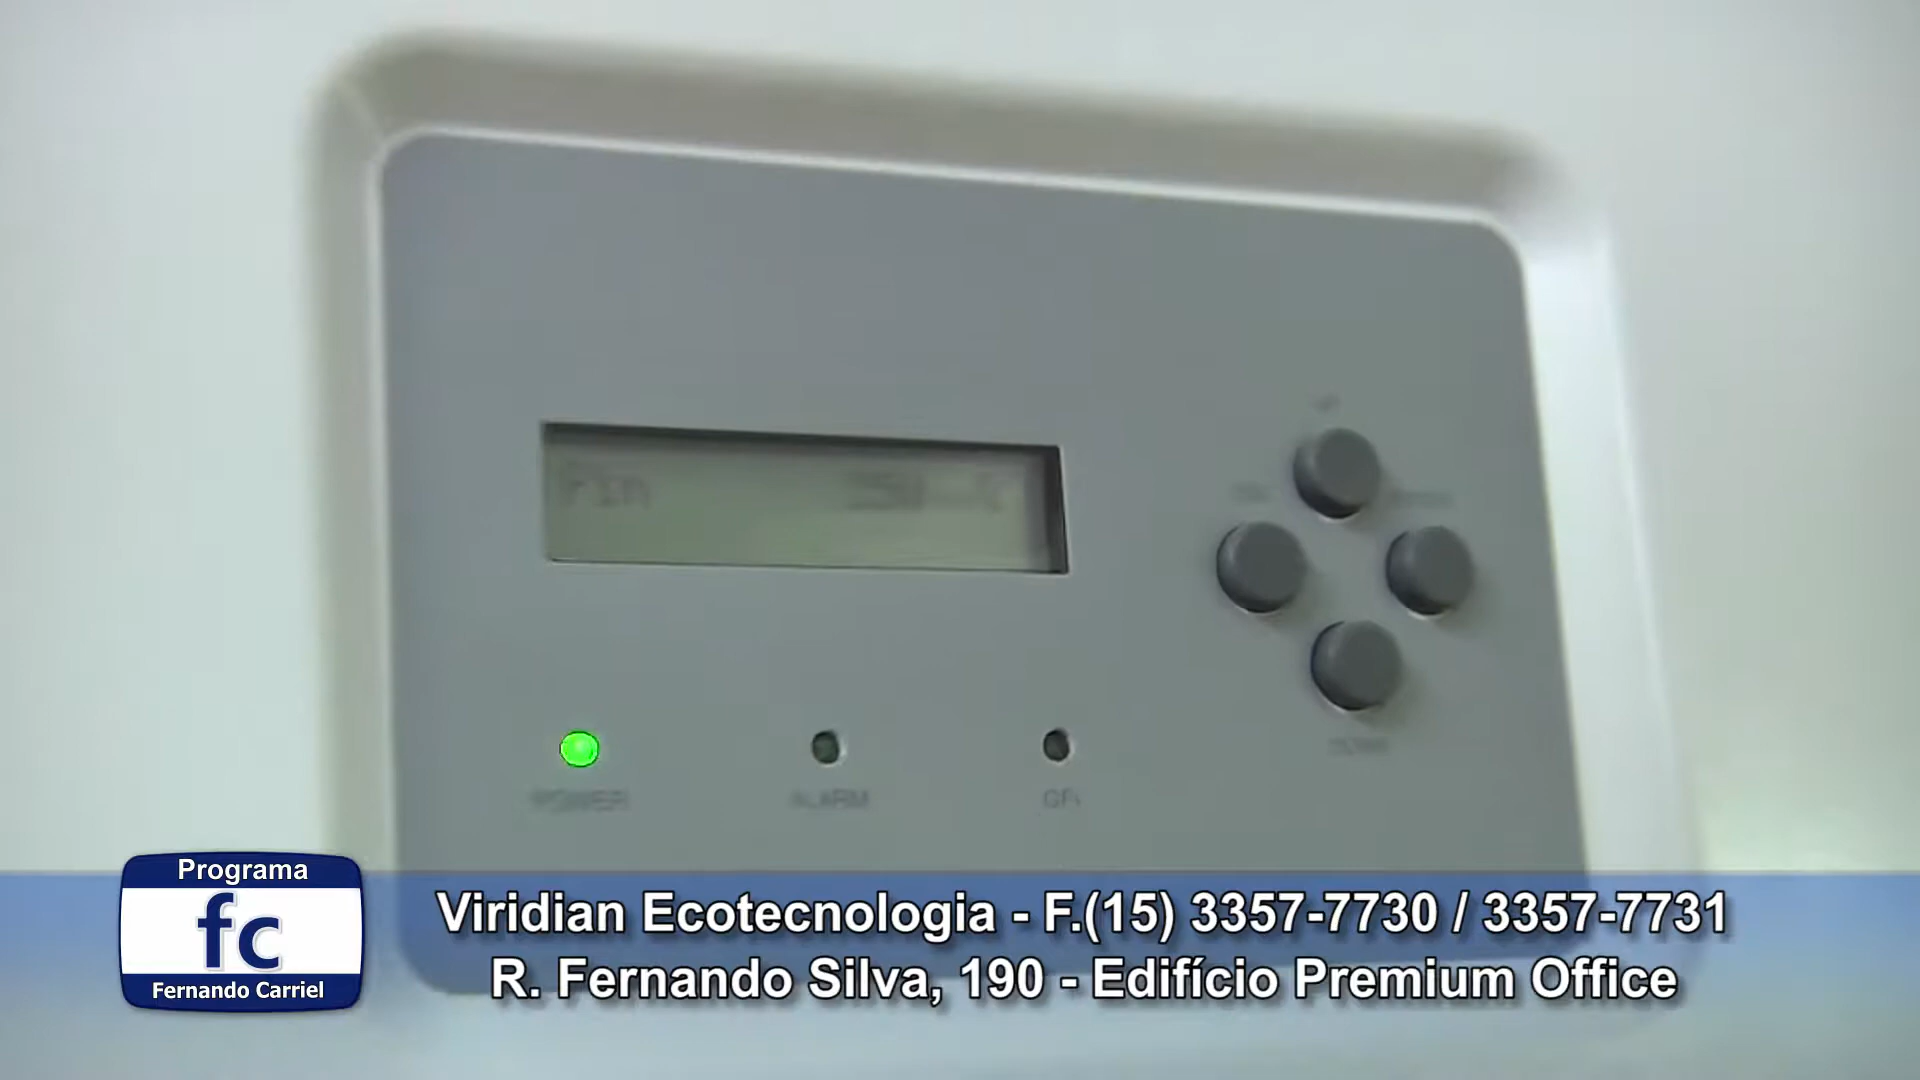 POWER
ALARM
Programa
fc
Fernando Carriel
Viridian Ecotecnologia - F.(15) 3357-7730 / 3357-7731
R. Fernando Silva, 190 - Edifício Premium Office